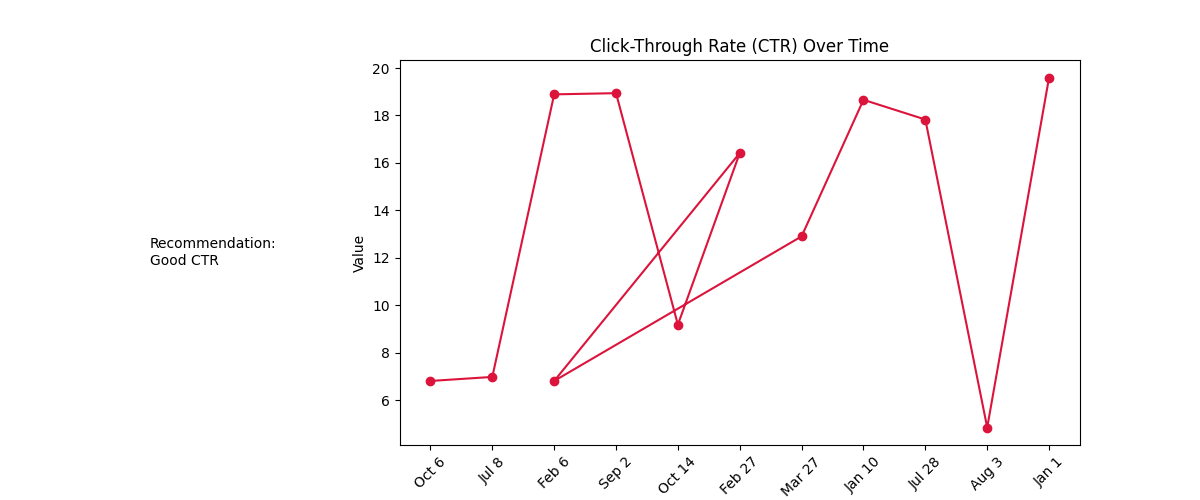 Click-Through Rate (CTR) Over Time
20
18
16
14
12
10
8
6
Value
Recommendation:
Good CTR
Oct 6
Jul 8
Feb 6
Sep 2
Oct 14
Feb 27
Mar 27
Jan 10
Jul 28
Aug 3
Jan 1